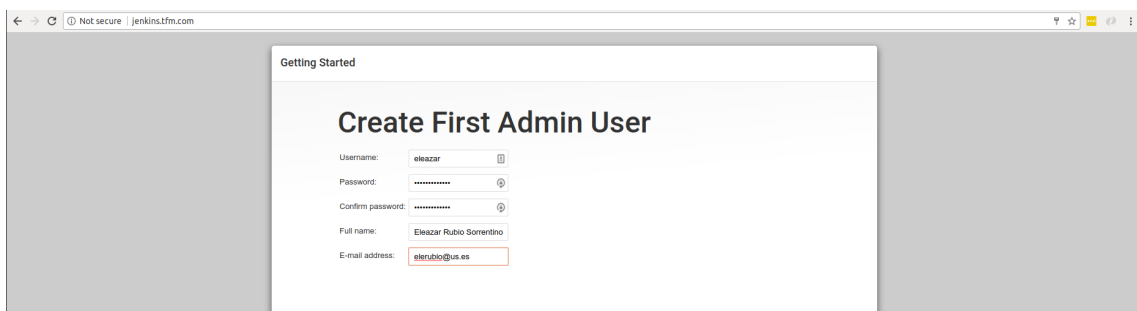 Not secure | jenkins.tfm.com
Getting Started
Create First Admin User
Username: eleazar
Password: •••••••••••••
Confirm password: •••••••••••••
Full name: Eleazar Rubio Sorrentino
E-mail address: elerubio@us.es